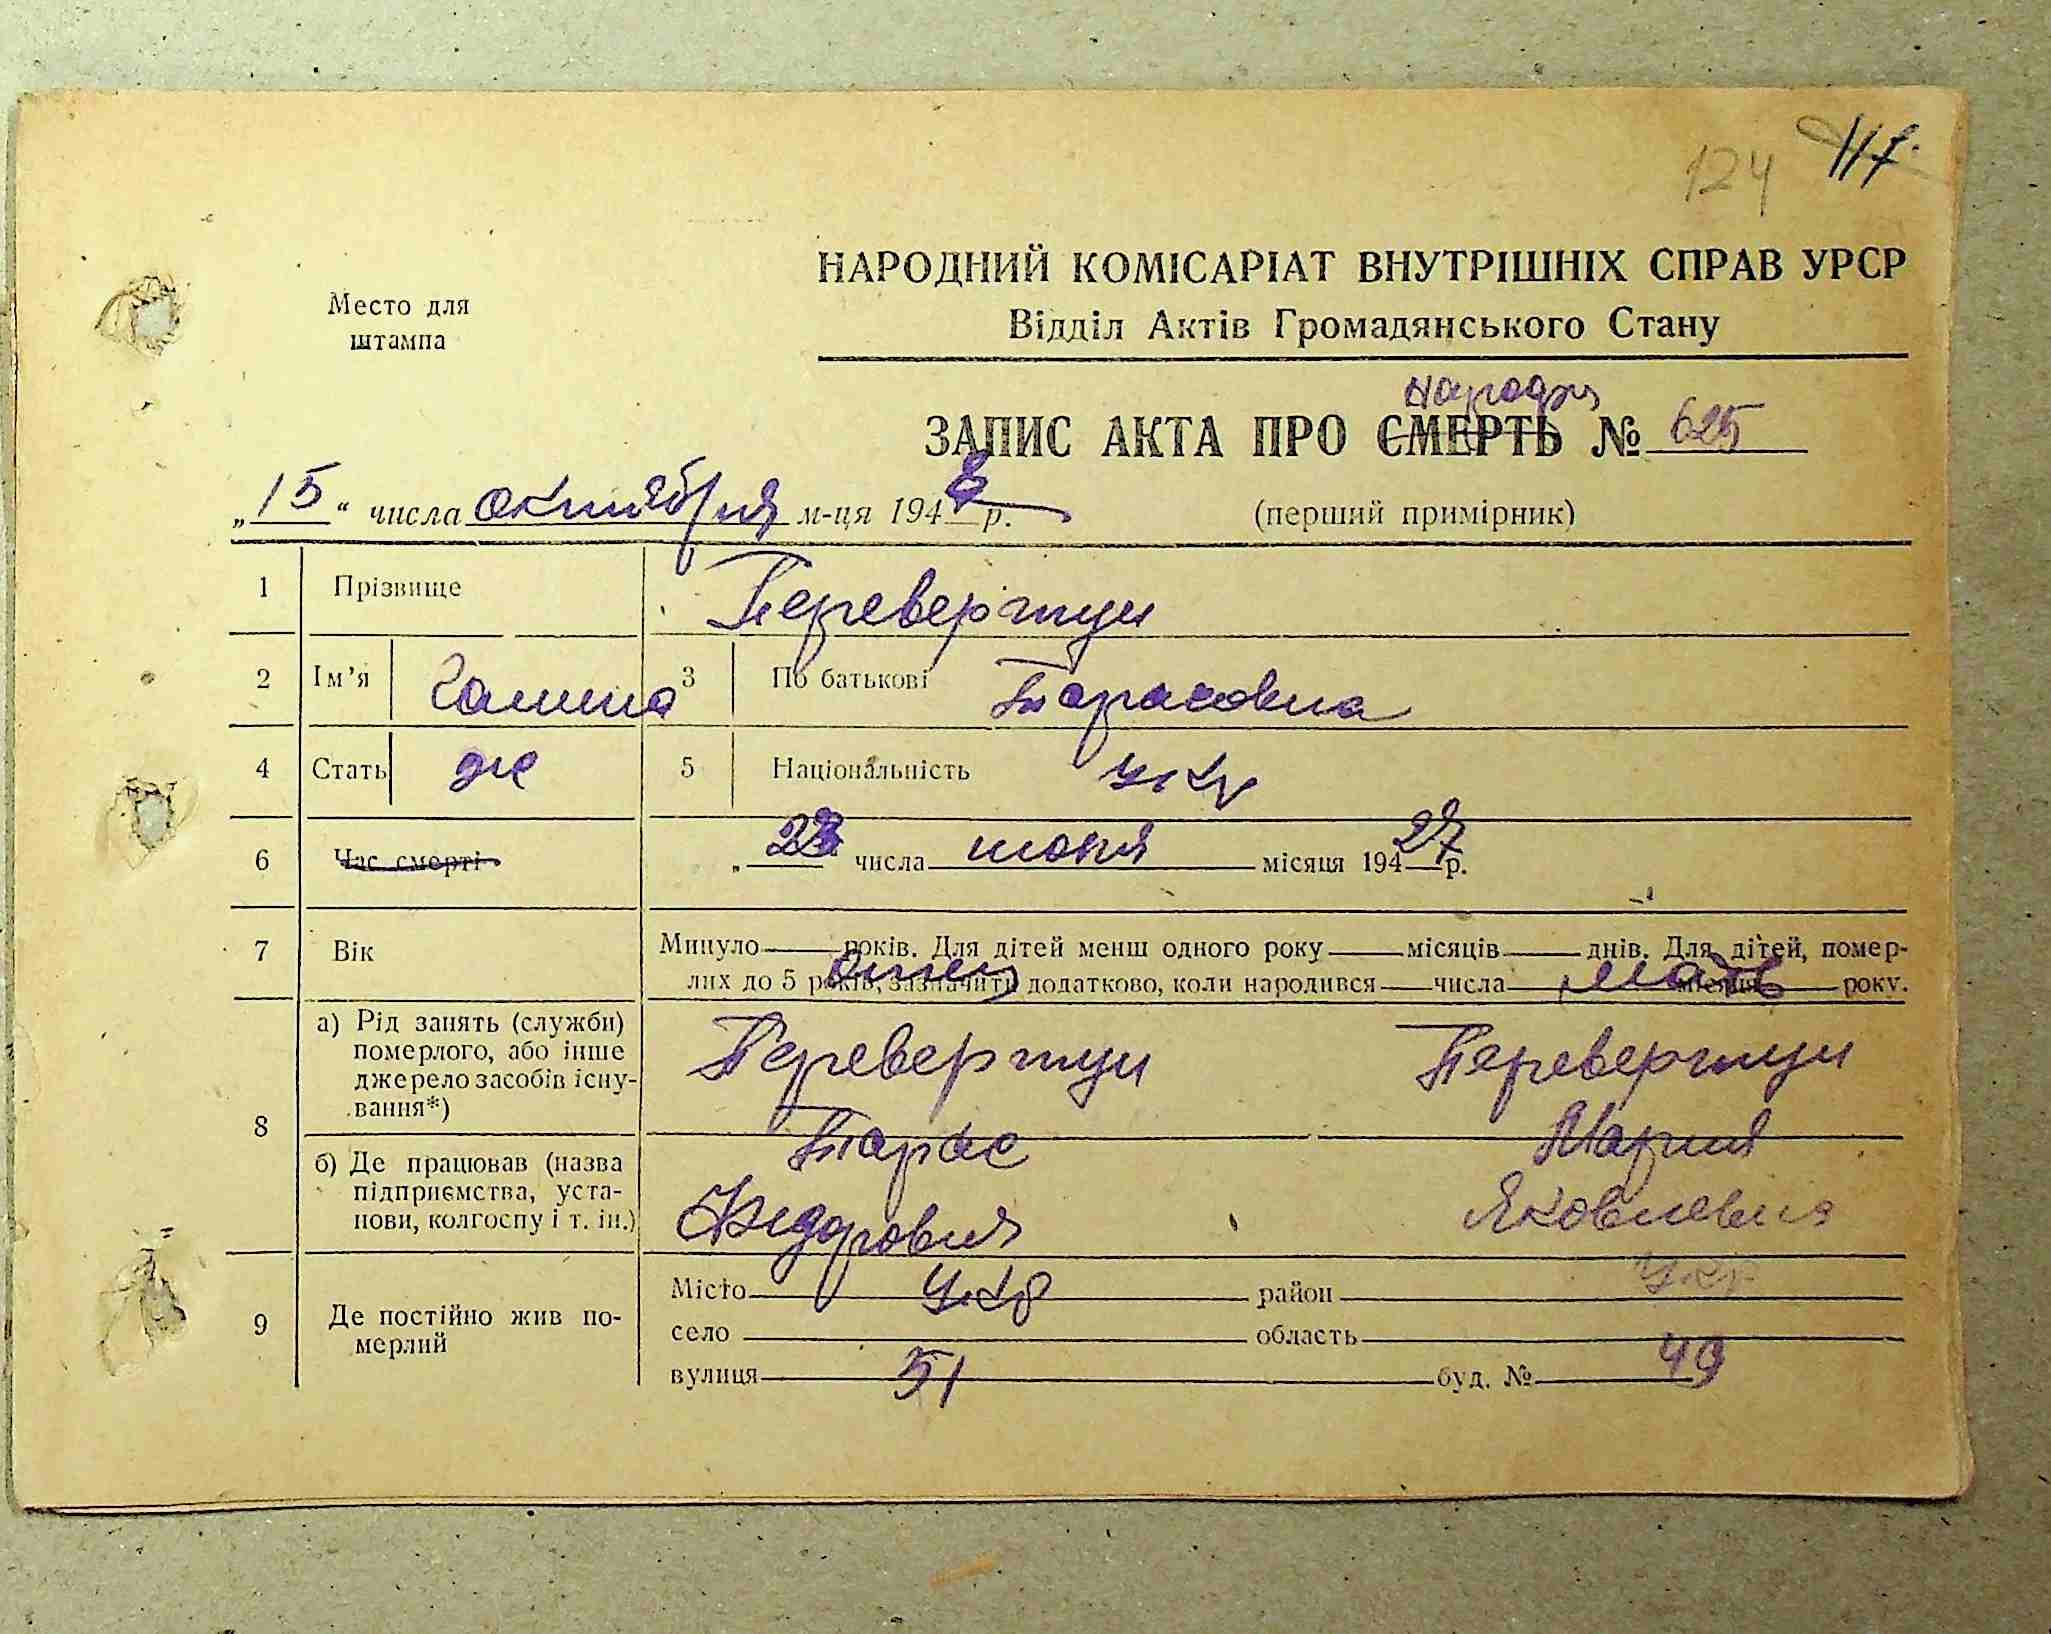 124 117.
НАРОДНИЙ КОМІСАРІАТ ВНУТРІШНІХ СПРАВ УРСР
Відділ Актів Громадянського Стану
Место для
штампа
народж
ЗАПИС АКТА ПРО СМЕРТЬ № 625
„15“ числа октября м-ця 194 р. (перший примірник)
1 Прізвище Перевертун
2 Ім’я Галина 3 По батькові Тарасовна
4 Стать ж 5 Національність укр
6 Час смерті „23 числа июня місяця 194 27 р.
7 Вік Минуло року років. Для дітей менш одного року місяців днів. Для дітей, помер-
лих до 5 років, зазначити додатково, коли народився числа місяця року.
отец мать
8 а) Рід занять (служби)
померлого, або інше
джерело засобів існу-
вання*)
Перевертун Перевертун
Тарас Мария
б) Де працював (назва
підприємства, уста-
нови, колгоспу і т. ін.)
Фёдорович Яковлевна
9 Де постійно жив по-
мерлий
Місто укр район укр
село область
вулиця 51 буд. № 49